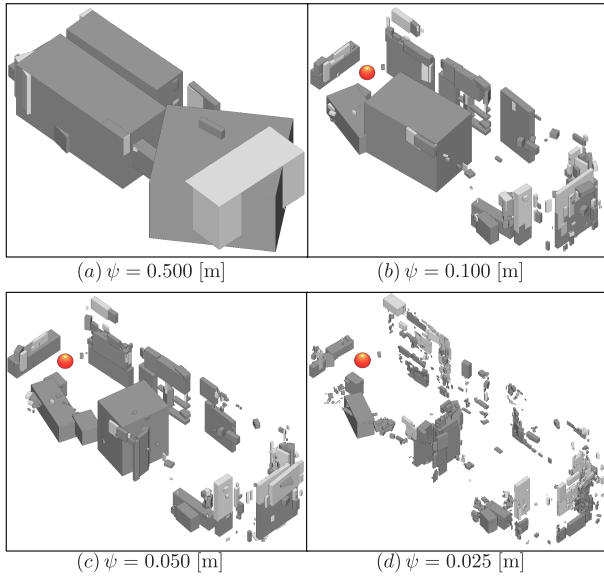 (a) ψ = 0.500 [m]
(b) ψ = 0.100 [m]
(c) ψ = 0.050 [m]
(d) ψ = 0.025 [m]